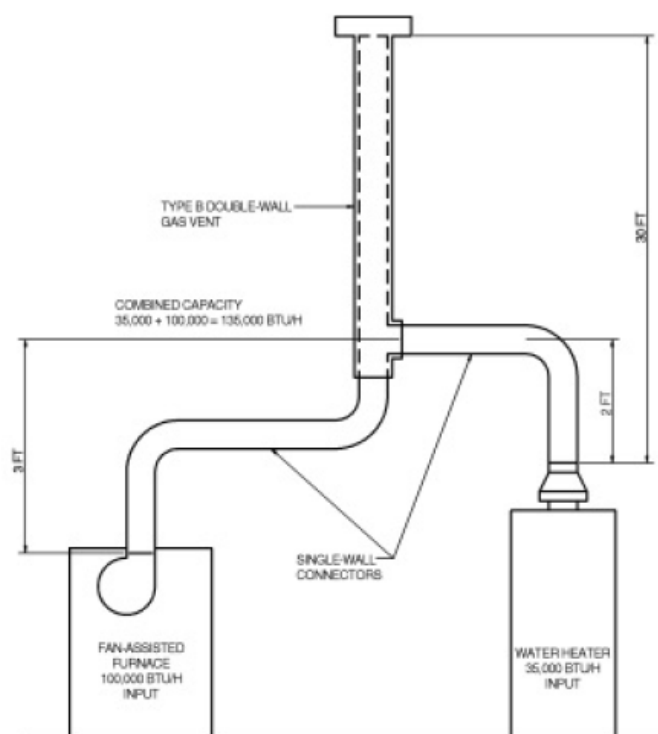 TYPE B DOUBLE-WALL
GAS VENT
30 FT
COMBINED CAPACITY
35,000 + 100,000 = 135,000 BTU/H
2 FT
3 FT
SINGLE-WALL
CONNECTORS
FAN-ASSISTED
FURNACE
100,000 BTU/H
INPUT
WATER HEATER
35,000 BTU/H
INPUT